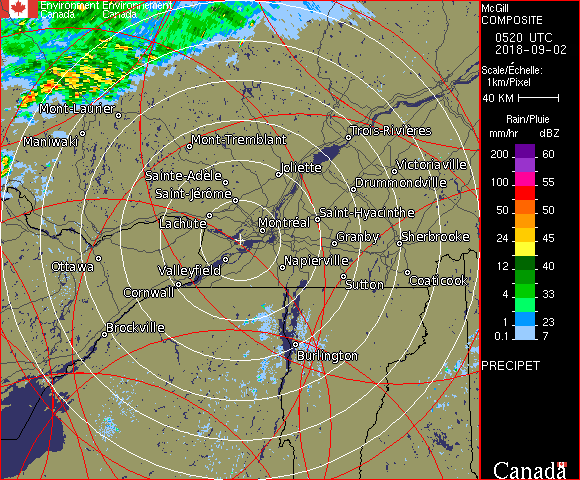 Environment Environnement
Canada Canada
McGill
COMPOSITE
0520 UTC
2018-09-02
Scale/Échelle:
1km/Pixel
40 KM
Rain/Pluie
mm/hr dBZ
200 60
100 55
50 50
24 45
12 40
4 33
1 23
0.1 7
PRECIPET
Canada
Mont-Laurier
Maniwaki
Mont-Tremblant
Trois-Rivières
Joliette
Victoriaville
Sainte-Adèle
Drummondville
Saint-Jérôme
Saint-Hyacinthe
Lachute
Montréal
Granby
Sherbrooke
Ottawa
Valleyfield
Napierville
Coaticook
Cornwall
Sutton
Brockville
Burlington